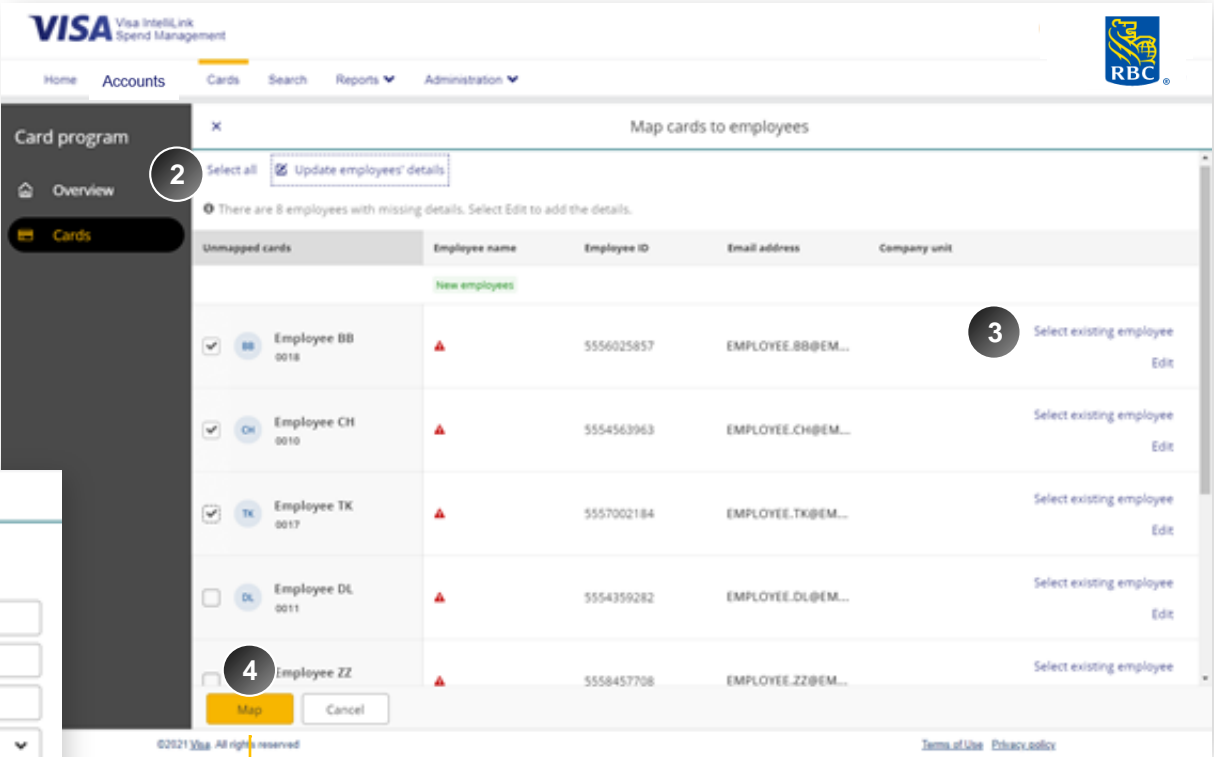 VISA Visa IntelliLink
Spend Management
RBC
Home Accounts Cards Search Reports Administration
Card program
Overview
Cards
Map cards to employees
2 Select all Update employees' details
There are 8 employees with missing details. Select Edit to add the details.
Unmapped cards Employee name Employee ID Email address Company unit
New employees
3
BB Employee BB 5556025857 EMPLOYEE.BB@EM... Select existing employee
0018 Edit
CH Employee CH 5554563963 EMPLOYEE.CH@EM... Select existing employee
0010 Edit
TK Employee TK 5557002184 EMPLOYEE.TK@EM... Select existing employee
0017 Edit
DL Employee DL 5554359282 EMPLOYEE.DL@EM... Select existing employee
0011 Edit
4 Employee ZZ 5558457708 EMPLOYEE.ZZ@EM... Select existing employee
Map Cancel
©2021 Visa All rights reserved Terms of Use Privacy policy